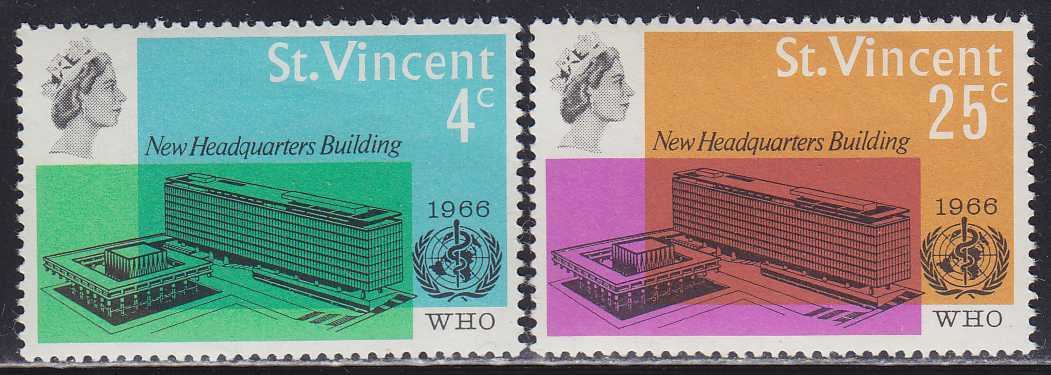 St. Vincent
4c
New Headquarters Building
1966
WHO
St. Vincent
25c
New Headquarters Building
1966
WHO